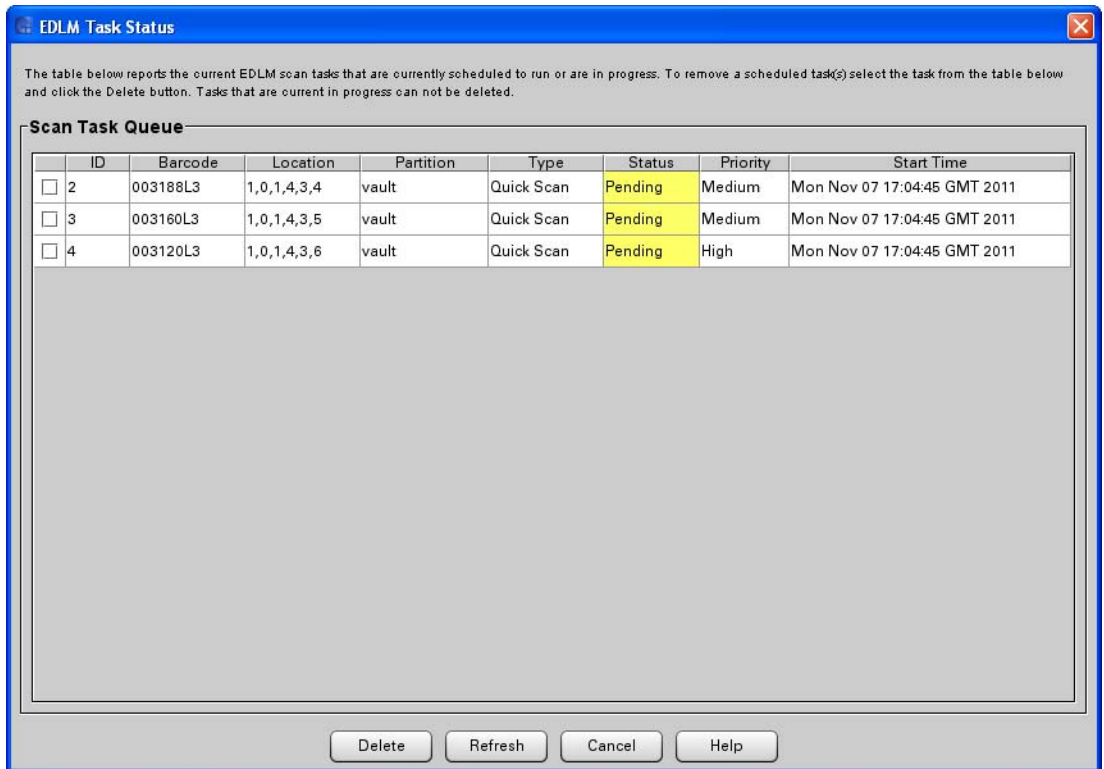 EDLM Task Status
The table below reports the current EDLM scan tasks that are currently scheduled to run or are in progress. To remove a scheduled task(s) select the task from the table below
and click the Delete button. Tasks that are current in progress can not be deleted.
Scan Task Queue
ID Barcode Location Partition Type Status Priority Start Time
2 003188L3 1,0,1,4,3,4 vault Quick Scan Pending Medium Mon Nov 07 17:04:45 GMT 2011
3 003160L3 1,0,1,4,3,5 vault Quick Scan Pending Medium Mon Nov 07 17:04:45 GMT 2011
4 003120L3 1,0,1,4,3,6 vault Quick Scan Pending High Mon Nov 07 17:04:45 GMT 2011
Delete Refresh Cancel Help